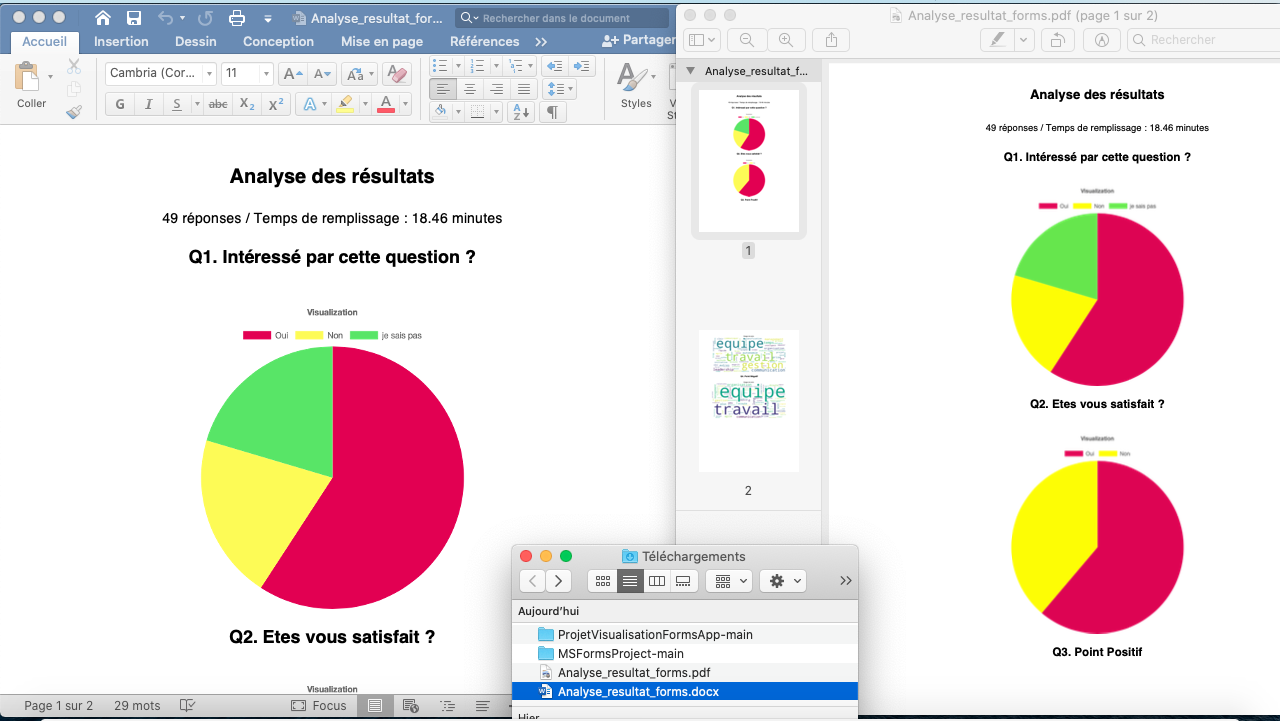 Analyse_resultat_for...
Rechercher dans le document
Accueil
Insertion
Dessin
Conception
Mise en page
Références
Partager
Coller
Cambria (Cor...
11
G I S abc X₂ X²
Styles
Analyse des résultats
49 réponses / Temps de remplissage : 18.46 minutes
Q1. Intéressé par cette question ?
Visualization
Oui Non je sais pas
Q2. Etes vous satisfait ?
Visualization
Page 1 sur 2
29 mots
Focus
Analyse_resultat_forms.pdf (page 1 sur 2)
Rechercher
Analyse_resultat_f...
1
equipe
travail
gestion
communication
equipe
travail
2
Analyse des résultats
49 réponses / Temps de remplissage : 18.46 minutes
Q1. Intéressé par cette question ?
Visualization
Oui Non je sais pas
Q2. Etes vous satisfait ?
Visualization
Oui Non
Q3. Point Positif
Téléchargements
Aujourd'hui
ProjetVisualisationFormsApp-main
MSFormsProject-main
Analyse_resultat_forms.pdf
Analyse_resultat_forms.docx
Hier